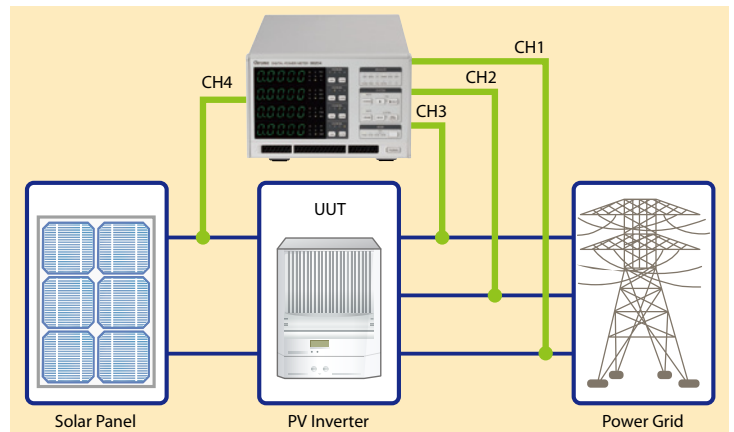 CH1
CH2
CH4
CH3
UUT
Solar Panel
PV Inverter
Power Grid